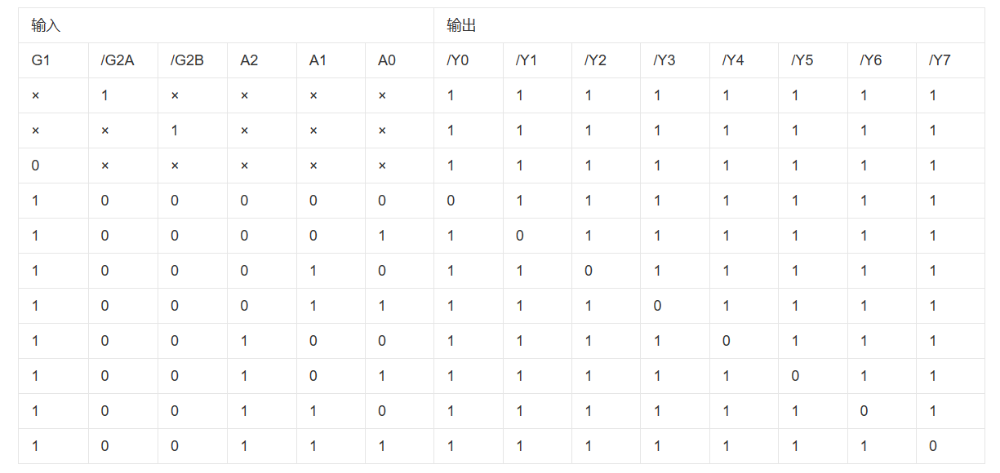 输入 输出
G1 /G2A /G2B A2 A1 A0 /Y0 /Y1 /Y2 /Y3 /Y4 /Y5 /Y6 /Y7
× 1 × × × × 1 1 1 1 1 1 1 1
× × 1 × × × 1 1 1 1 1 1 1 1
0 × × × × × 1 1 1 1 1 1 1 1
1 0 0 0 0 0 0 1 1 1 1 1 1 1
1 0 0 0 0 1 1 0 1 1 1 1 1 1
1 0 0 0 1 0 1 1 0 1 1 1 1 1
1 0 0 0 1 1 1 1 1 0 1 1 1 1
1 0 0 1 0 0 1 1 1 1 0 1 1 1
1 0 0 1 0 1 1 1 1 1 1 0 1 1
1 0 0 1 1 0 1 1 1 1 1 1 0 1
1 0 0 1 1 1 1 1 1 1 1 1 1 0